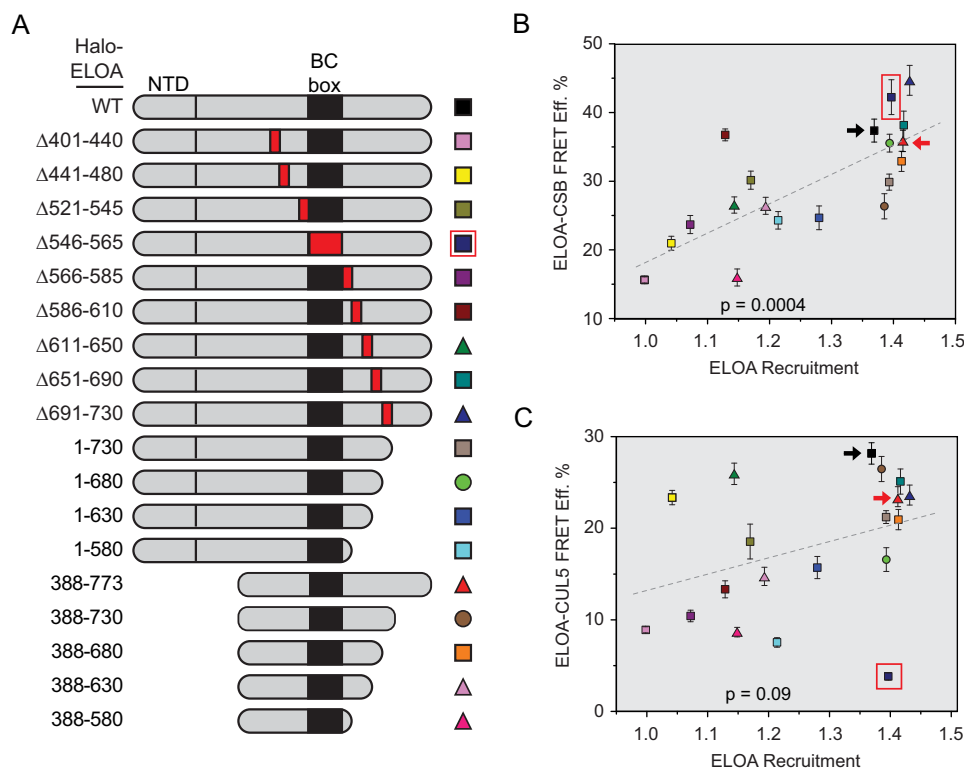 A
Halo-
ELOA
NTD
BC
box
WT
Δ401-440
Δ441-480
Δ521-545
Δ546-565
Δ566-585
Δ586-610
Δ611-650
Δ651-690
Δ691-730
1-730
1-680
1-630
1-580
388-773
388-730
388-680
388-630
388-580
B
ELOA-CSB FRET Eff. %
50
40
30
20
10
p = 0.0004
1.0 1.1 1.2 1.3 1.4 1.5
ELOA Recruitment
C
ELOA-CUL5 FRET Eff. %
30
20
10
0
p = 0.09
1.0 1.1 1.2 1.3 1.4 1.5
ELOA Recruitment